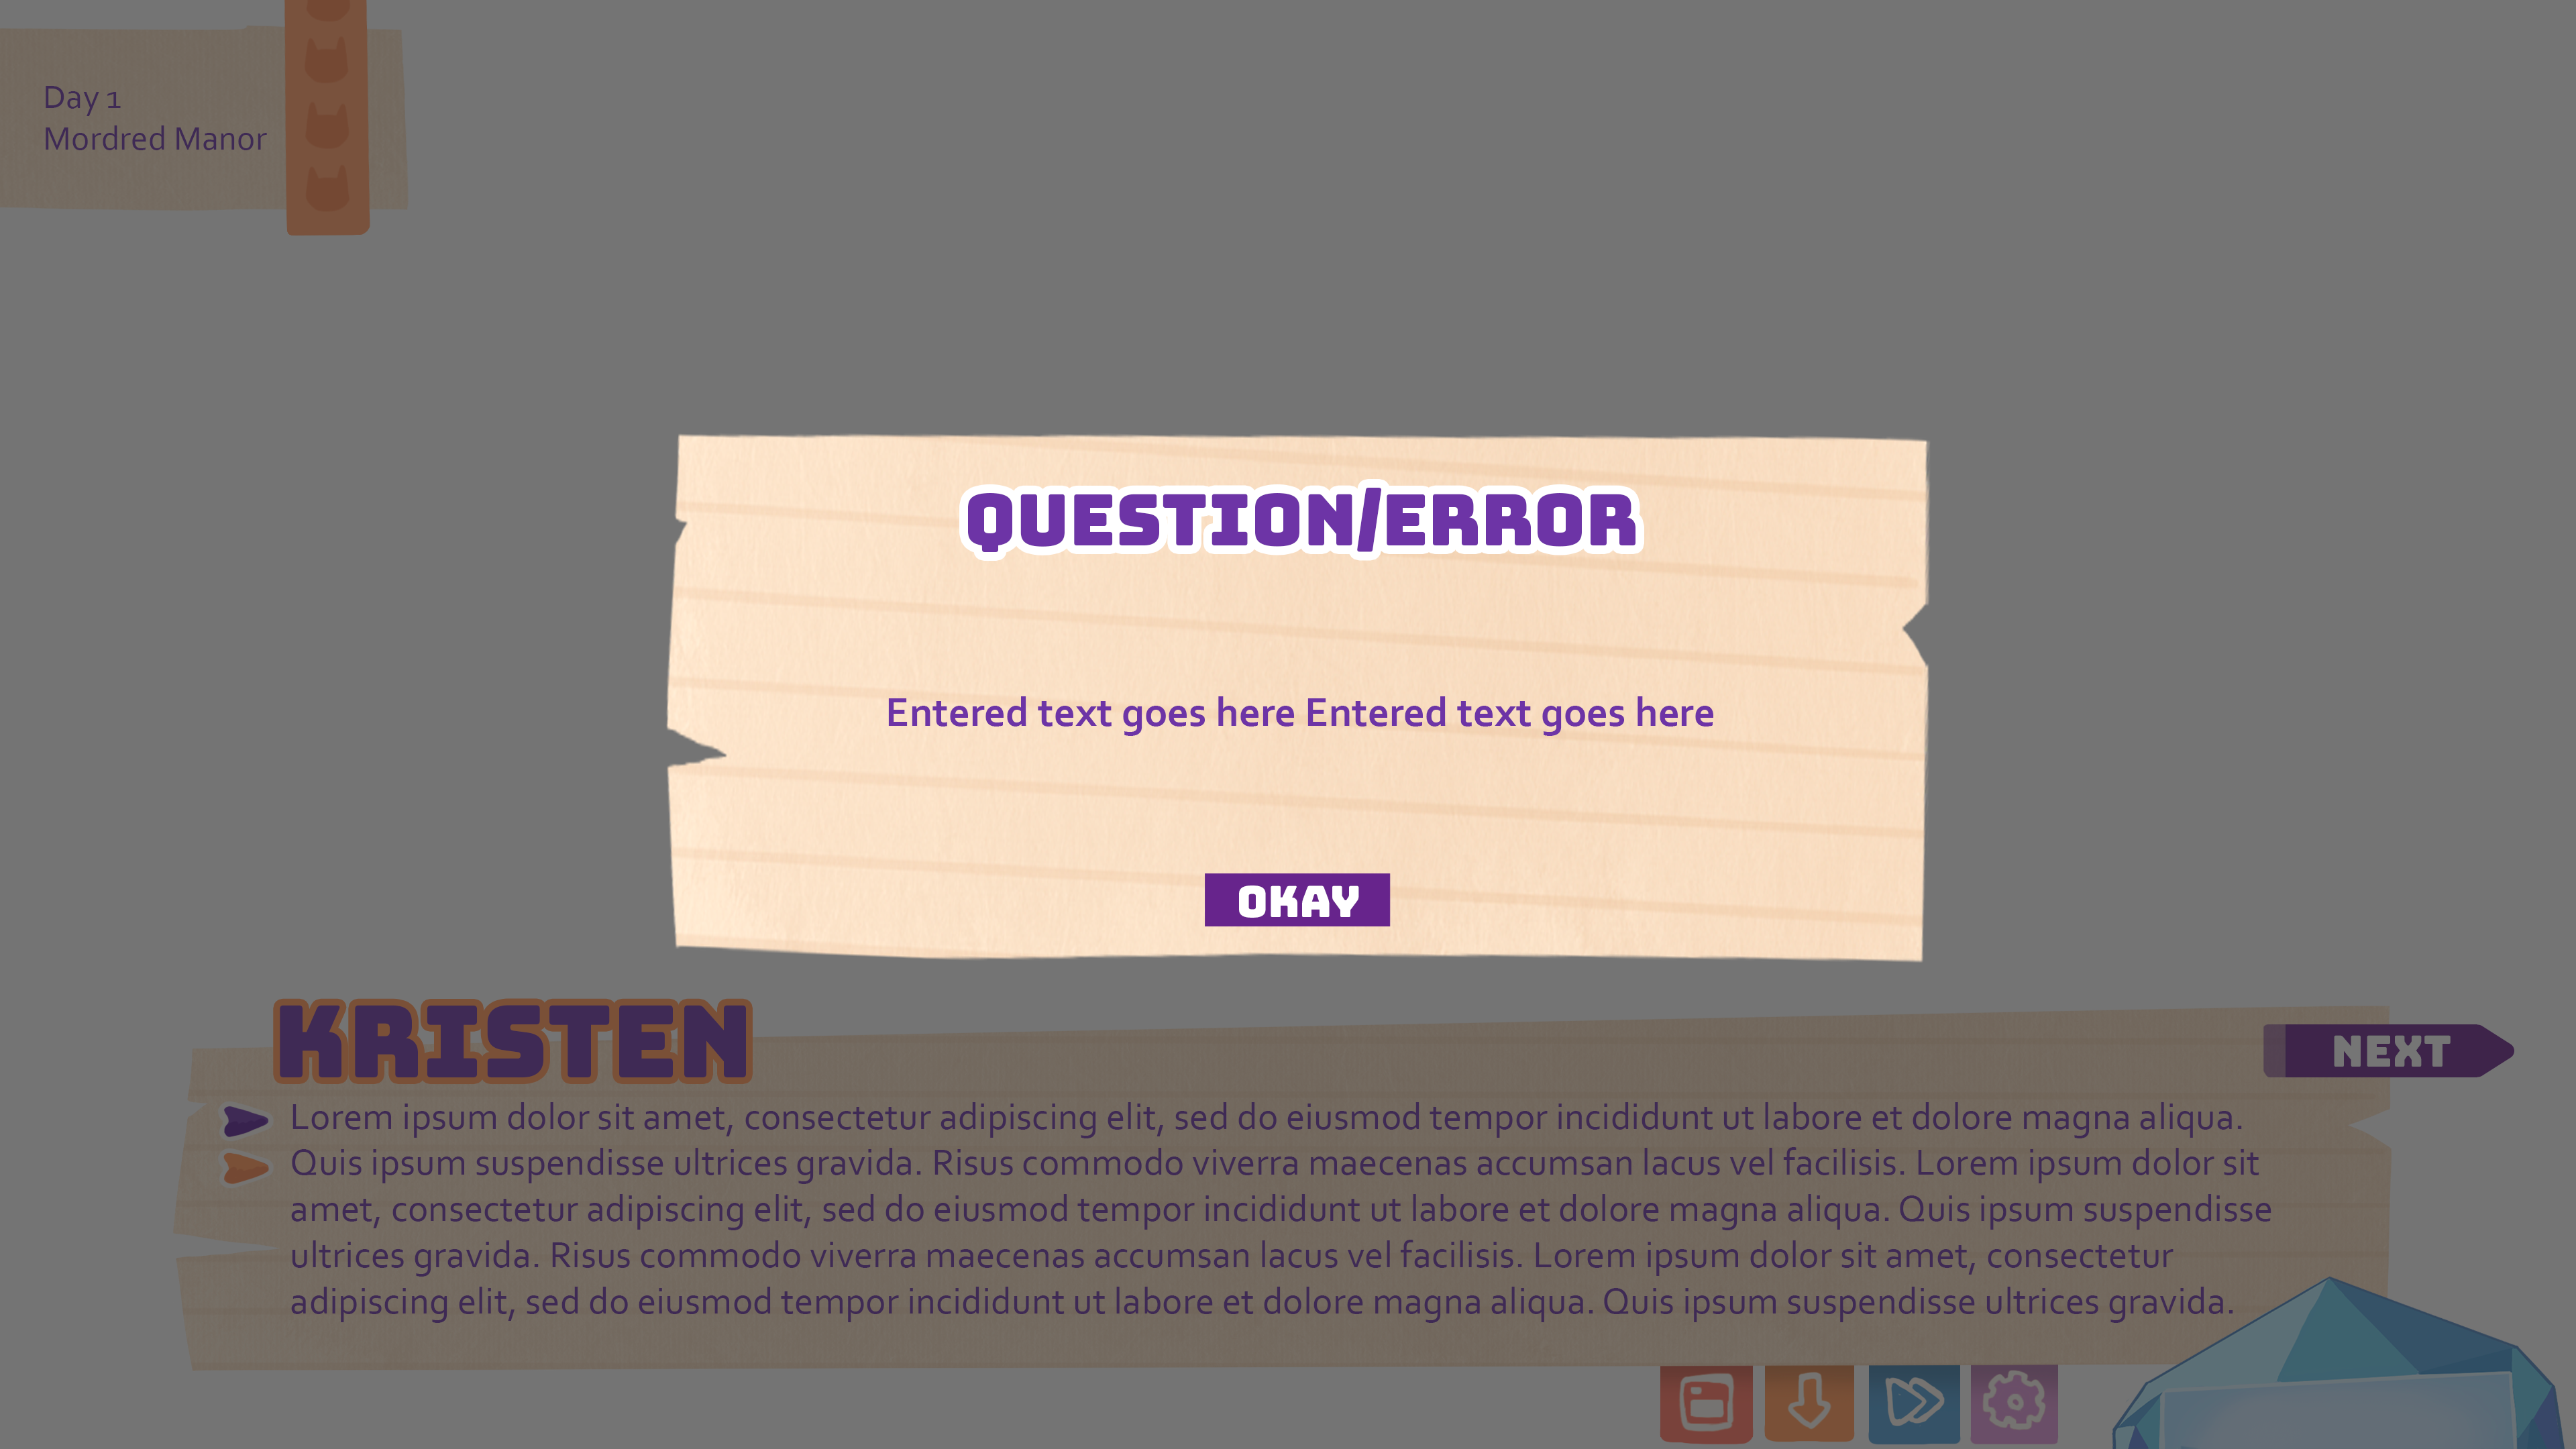 Day 1
Mordred Manor
QUESTION/ERROR
Entered text goes here Entered text goes here
OKAY
KRISTEN
NEXT
Lorem ipsum dolor sit amet, consectetur adipiscing elit, sed do eiusmod tempor incididunt ut labore et dolore magna aliqua.
Quis ipsum suspendisse ultrices gravida. Risus commodo viverra maecenas accumsan lacus vel facilisis. Lorem ipsum dolor sit
amet, consectetur adipiscing elit, sed do eiusmod tempor incididunt ut labore et dolore magna aliqua. Quis ipsum suspendisse
ultrices gravida. Risus commodo viverra maecenas accumsan lacus vel facilisis. Lorem ipsum dolor sit amet, consectetur
adipiscing elit, sed do eiusmod tempor incididunt ut labore et dolore magna aliqua. Quis ipsum suspendisse ultrices gravida.